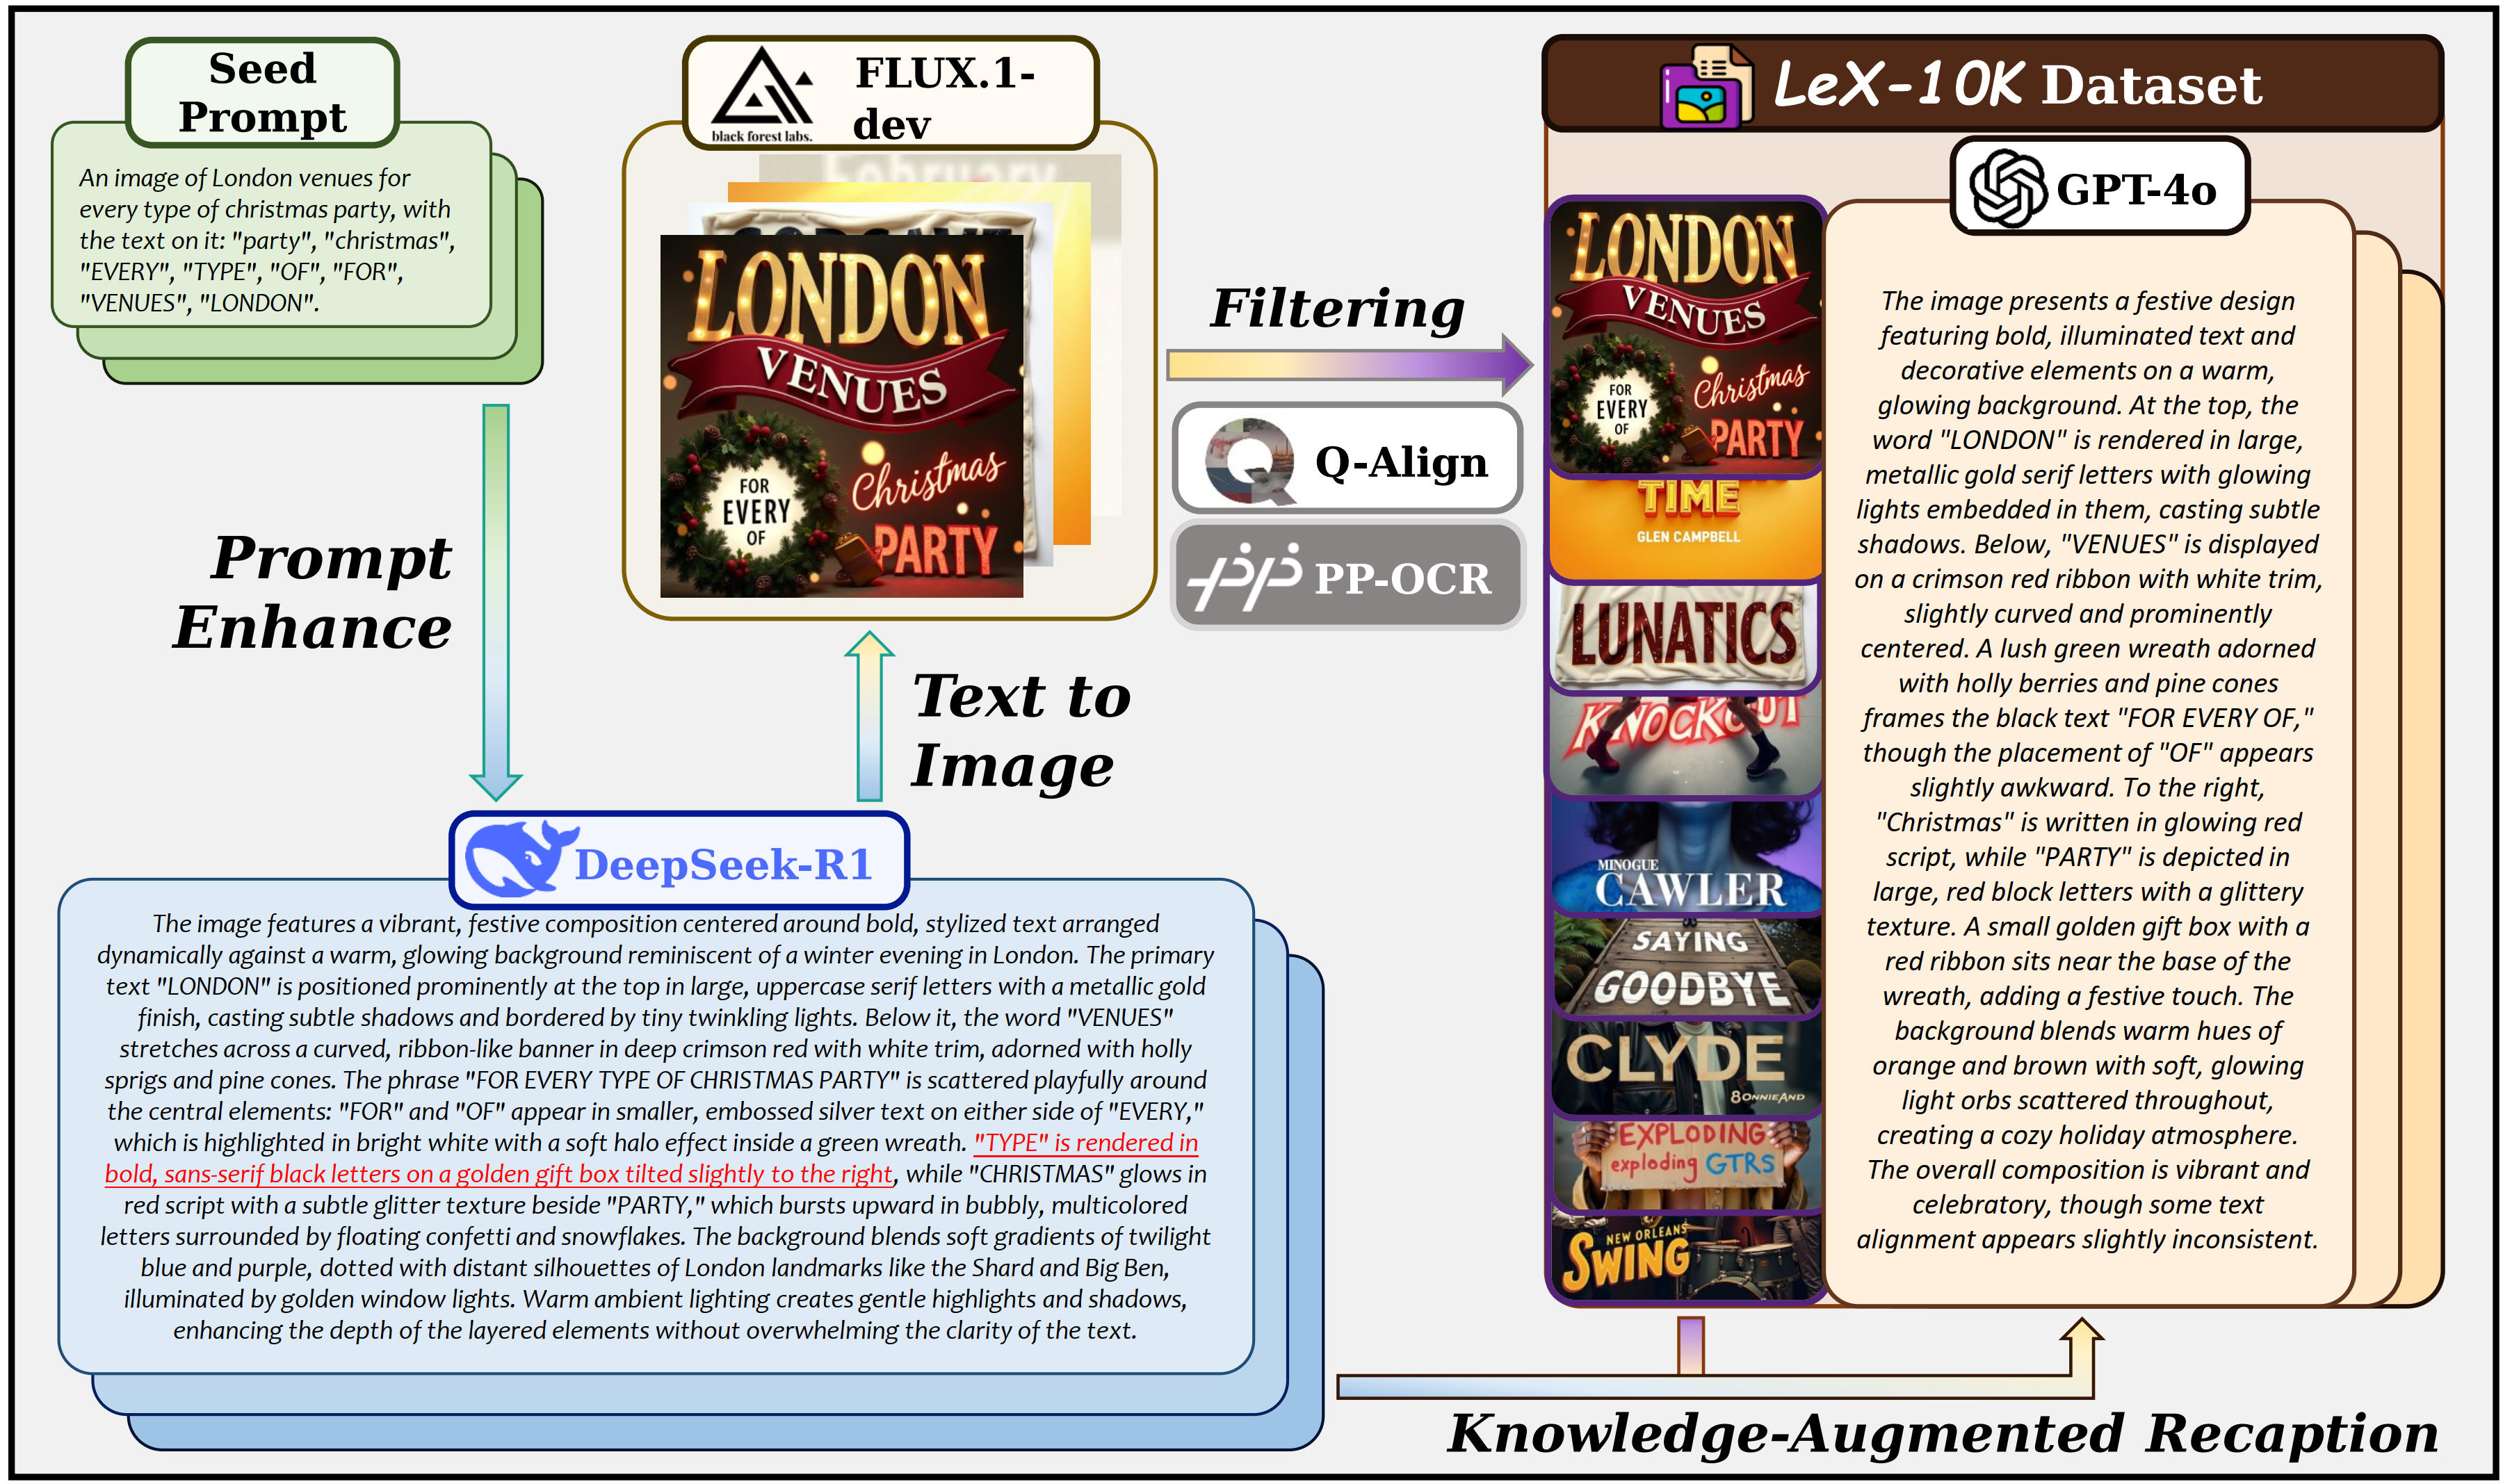 Seed
Prompt
An image of London venues for
every type of christmas party, with
the text on it: "party", "christmas",
"EVERY", "TYPE", "OF", "FOR",
"VENUES", "LONDON".
Prompt
Enhance
black forest labs.
FLUX.1-
dev
February
LONDON
VENUES
FOR
EVERY
OF
Christmas
PARTY
Text to
Image
DeepSeek-R1
The image features a vibrant, festive composition centered around bold, stylized text arranged
dynamically against a warm, glowing background reminiscent of a winter evening in London. The primary
text "LONDON" is positioned prominently at the top in large, uppercase serif letters with a metallic gold
finish, casting subtle shadows and bordered by tiny twinkling lights. Below it, the word "VENUES"
stretches across a curved, ribbon-like banner in deep crimson red with white trim, adorned with holly
sprigs and pine cones. The phrase "FOR EVERY TYPE OF CHRISTMAS PARTY" is scattered playfully around
the central elements: "FOR" and "OF" appear in smaller, embossed silver text on either side of "EVERY,"
which is highlighted in bright white with a soft halo effect inside a green wreath. "TYPE" is rendered in
bold, sans-serif black letters on a golden gift box tilted slightly to the right, while "CHRISTMAS" glows in
red script with a subtle glitter texture beside "PARTY," which bursts upward in bubbly, multicolored
letters surrounded by floating confetti and snowflakes. The background blends soft gradients of twilight
blue and purple, dotted with distant silhouettes of London landmarks like the Shard and Big Ben,
illuminated by golden window lights. Warm ambient lighting creates gentle highlights and shadows,
enhancing the depth of the layered elements without overwhelming the clarity of the text.
Filtering
Q-Align
PP-OCR
LeX-10K Dataset
GPT-4o
LONDON
VENUES
FOR
EVERY
OF
Christmas
PARTY
TIME
GLEN CAMPBELL
LUNATICS
KNOCKOUT
MINOGUE
CAWLER
SAYING
GOODBYE
CLYDE
BONNIEAND
EXPLODING
exploding GTRS
NEW ORLEANS
SWING
The image presents a festive design
featuring bold, illuminated text and
decorative elements on a warm,
glowing background. At the top, the
word "LONDON" is rendered in large,
metallic gold serif letters with glowing
lights embedded in them, casting subtle
shadows. Below, "VENUES" is displayed
on a crimson red ribbon with white trim,
slightly curved and prominently
centered. A lush green wreath adorned
with holly berries and pine cones
frames the black text "FOR EVERY OF,"
though the placement of "OF" appears
slightly awkward. To the right,
"Christmas" is written in glowing red
script, while "PARTY" is depicted in
large, red block letters with a glittery
texture. A small golden gift box with a
red ribbon sits near the base of the
wreath, adding a festive touch. The
background blends warm hues of
orange and brown with soft, glowing
light orbs scattered throughout,
creating a cozy holiday atmosphere.
The overall composition is vibrant and
celebratory, though some text
alignment appears slightly inconsistent.
Knowledge-Augmented Recaption